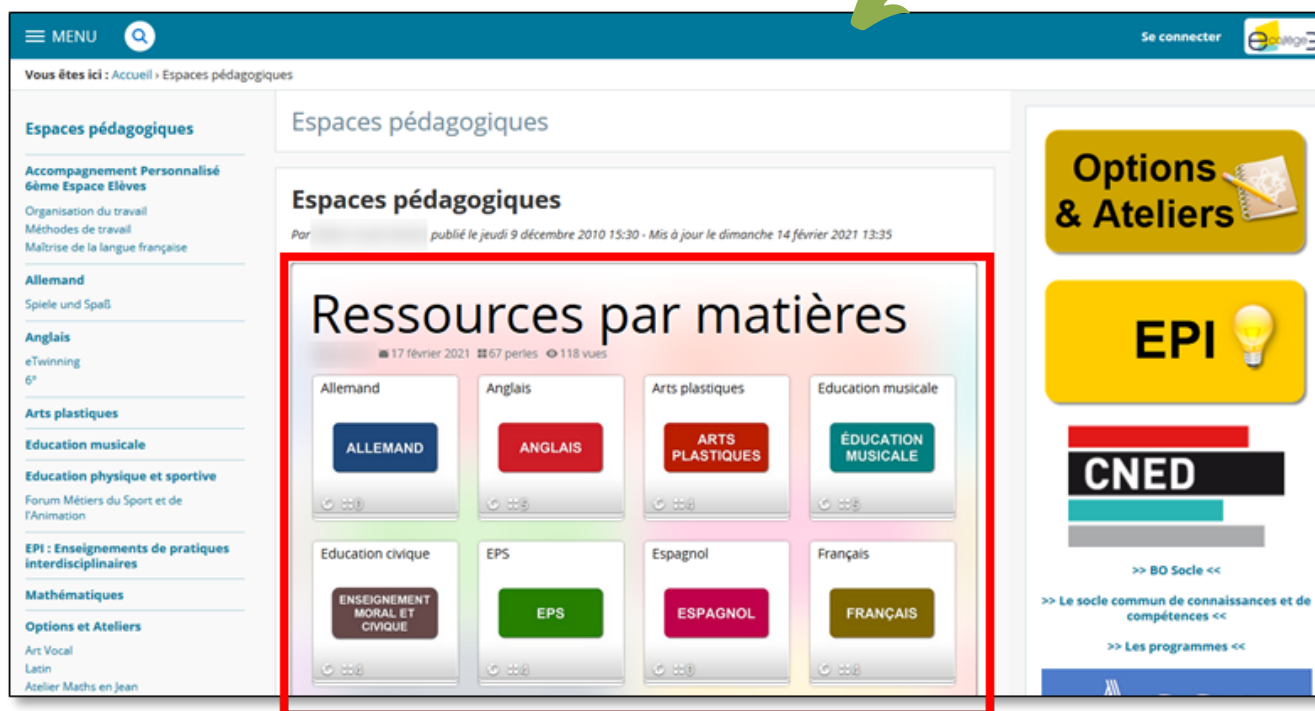 MENU
Se connecter
Vous êtes ici : Accueil › Espaces pédagogiques
Espaces pédagogiques
Accompagnement Personnalisé
6ème Espace Elèves
Organisation du travail
Méthodes de travail
Maîtrise de la langue française
Allemand
Spiele und Spaß
Anglais
eTwinning
6°
Arts plastiques
Education musicale
Education physique et sportive
Forum Métiers du Sport et de
l'Animation
EPI : Enseignements de pratiques
interdisciplinaires
Mathématiques
Options et Ateliers
Art Vocal
Latin
Atelier Maths en Jean
Espaces pédagogiques
Espaces pédagogiques
Par publié le jeudi 9 décembre 2010 15:30 - Mis à jour le dimanche 14 février 2021 13:35
Ressources par matières
17 février 2021 67 perles 118 vues
Allemand
ALLEMAND
Anglais
ANGLAIS
Arts plastiques
ARTS
PLASTIQUES
Education musicale
ÉDUCATION
MUSICALE
Education civique
ENSEIGNEMENT
MORAL ET
CIVIQUE
EPS
EPS
Espagnol
ESPAGNOL
Français
FRANÇAIS
Options
& Ateliers
EPI
CNED
>> BO Socle <<
>> Le socle commun de connaissances et de
compétences <<
>> Les programmes <<